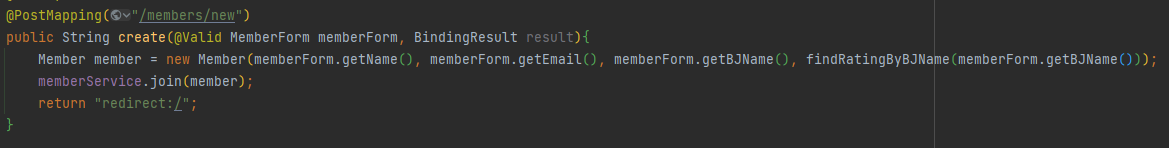 @PostMapping("/members/new")
public String create(@Valid MemberForm memberForm, BindingResult result){
Member member = new Member(memberForm.getName(), memberForm.getEmail(), memberForm.getBJName(), findRatingByBJName(memberForm.getBJName()));
memberService.join(member);
return "redirect:/";
}